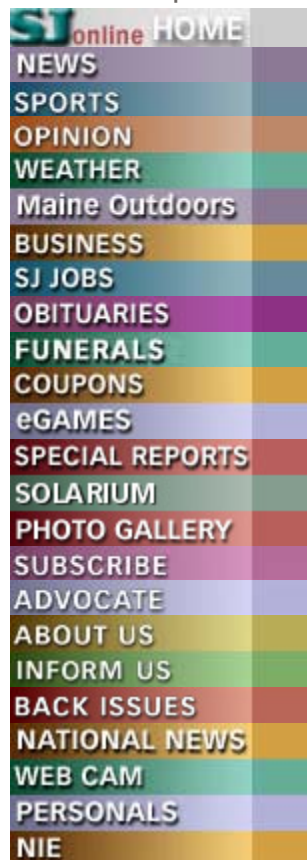 SJ online HOME
NEWS
SPORTS
OPINION
WEATHER
Maine Outdoors
BUSINESS
SJ JOBS
OBITUARIES
FUNERALS
COUPONS
eGAMES
SPECIAL REPORTS
SOLARIUM
PHOTO GALLERY
SUBSCRIBE
ADVOCATE
ABOUT US
INFORM US
BACK ISSUES
NATIONAL NEWS
WEB CAM
PERSONALS
NIE